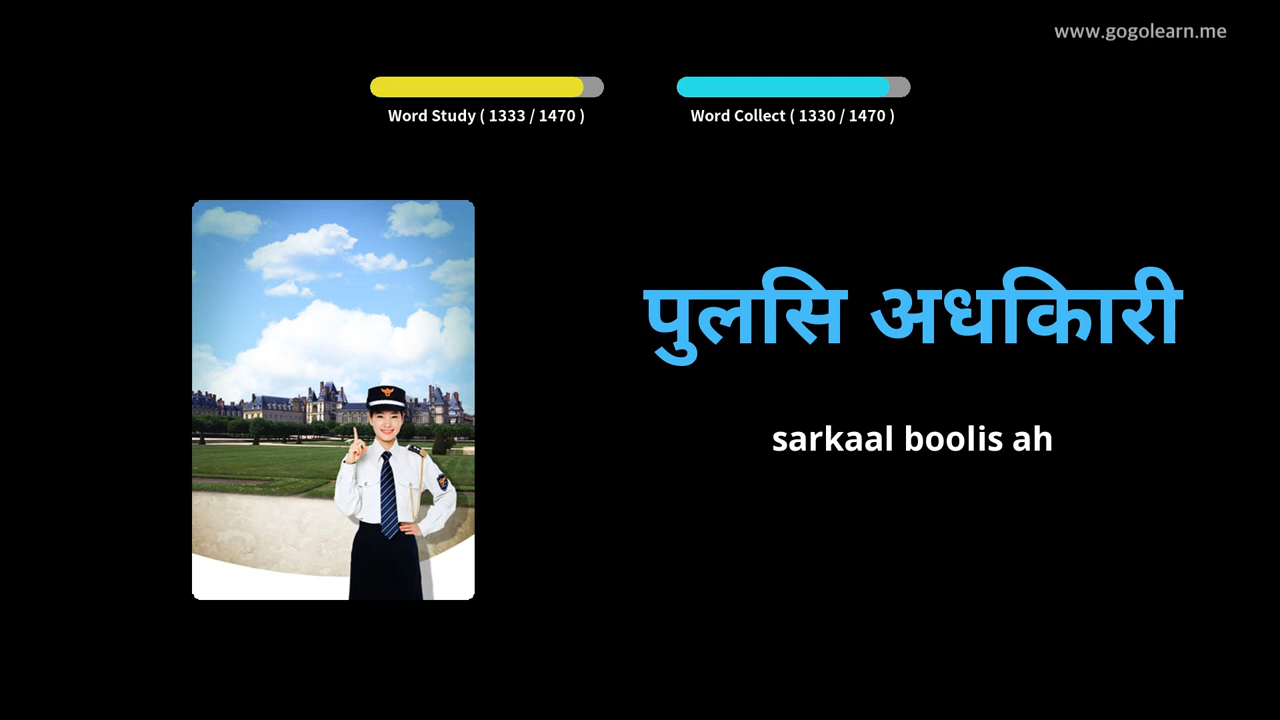 www.gogolearn.me
Word Study ( 1333 / 1470 )
Word Collect ( 1330 / 1470 )
पुलसि अधकिारी
sarkaal boolis ah